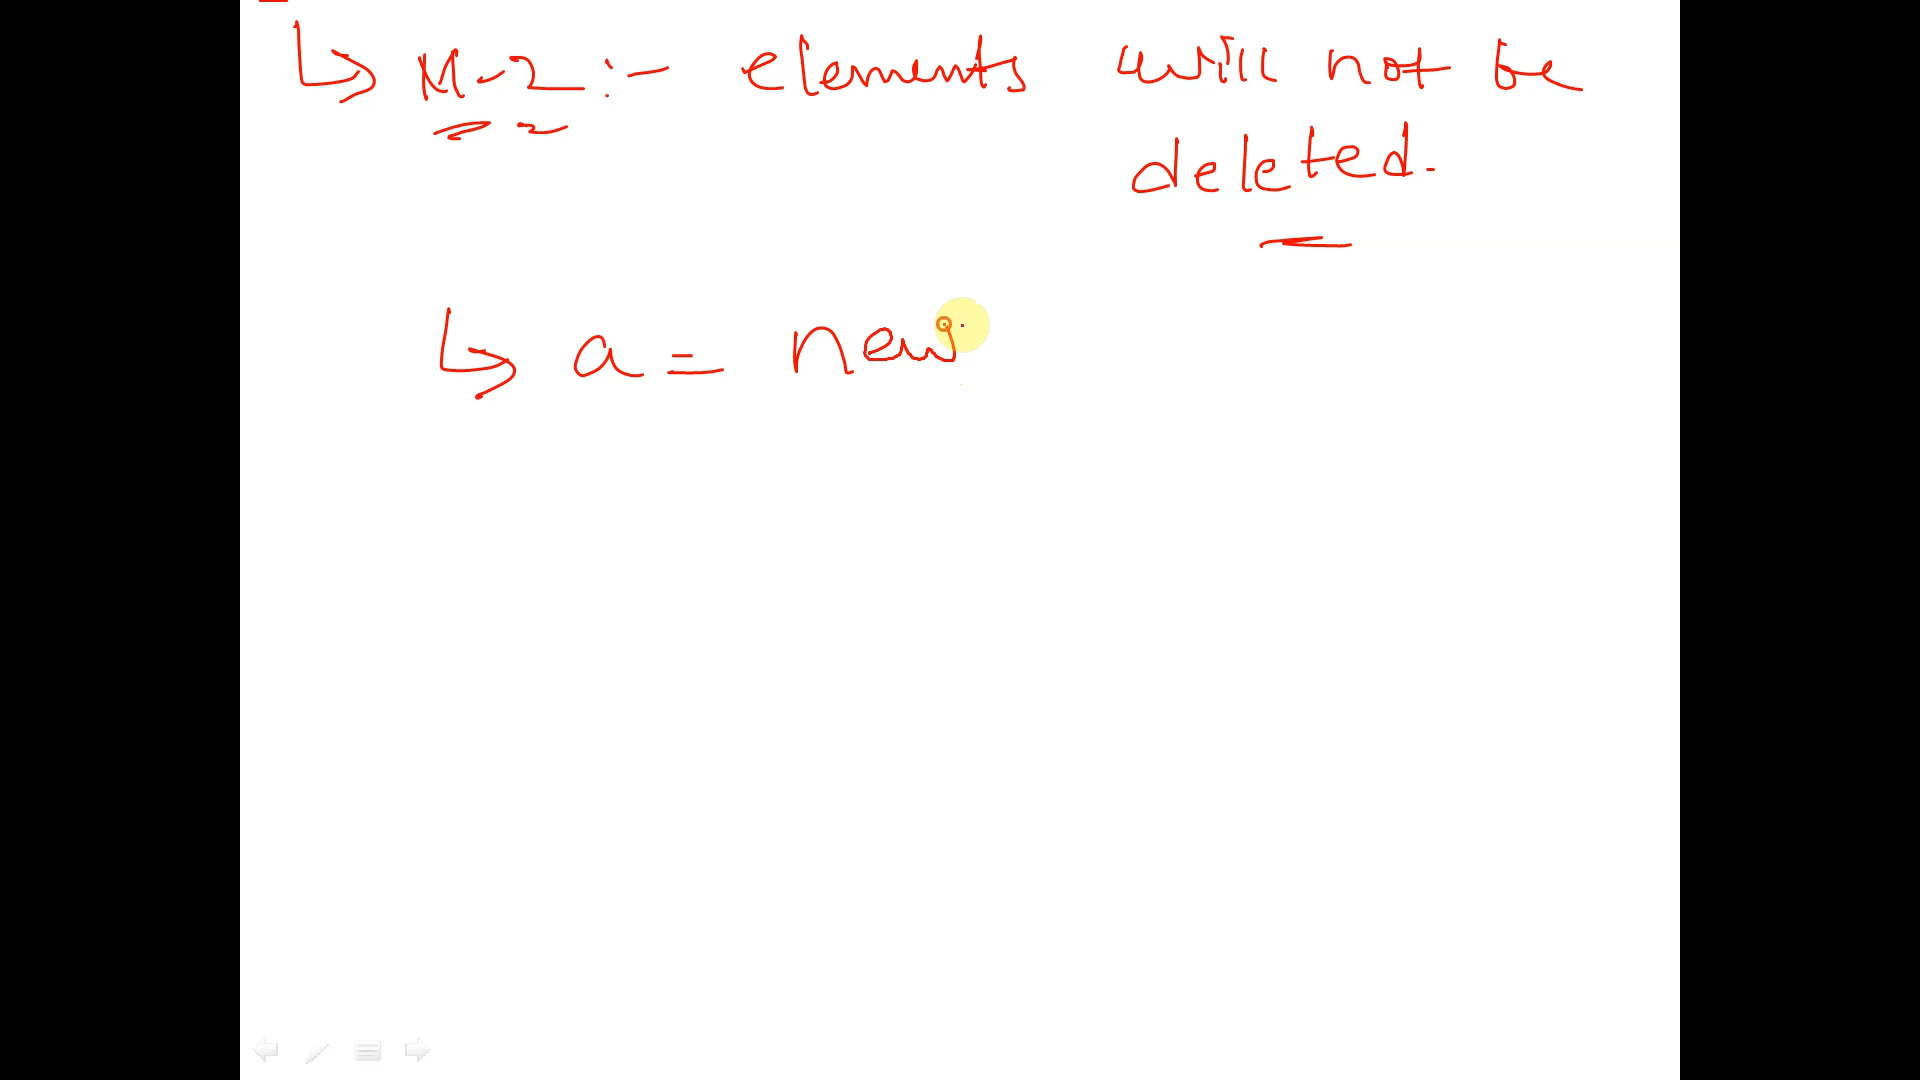 ↳ M-2 :- elements will not be
deleted.
↳ a = new